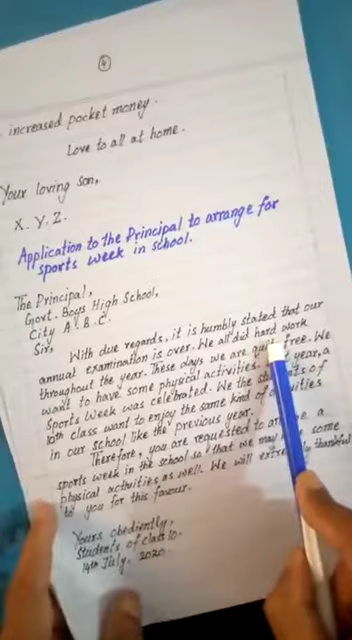 4
increased pocket money.
Love to all at home.
Your loving son,
X. Y. Z.
Application to the Principal to arrange for
sports week in school.
The Principal,
Govt. Boys High School,
City A.B.C.
Sir,
With due regards, it is humbly stated that our
annual examination is over. We all did hard work
throughout the year. These days we are free. We
want to have some physical activities. year, a
Sports Week was celebrated. We the of
10th class want to enjoy the same kind of
in our school like the previous year.
Therefore, you are requested to a
sports week in the school so that we may some
physical activities as well. We will thankful
to you for this favour.
Yours obediently,
Students of class 10.
14th July, 2020.